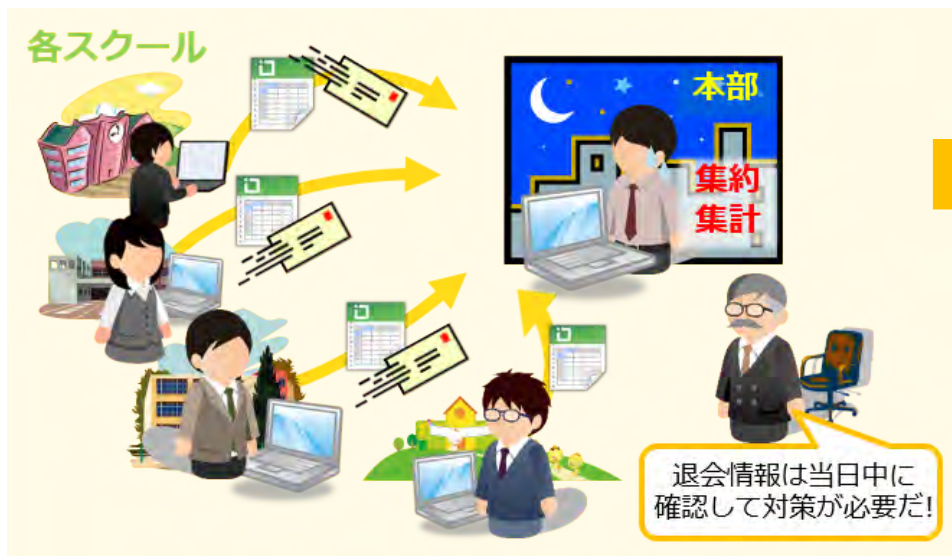 各スクール
本部
集約
集計
退会情報は当日中に
確認して対策が必要だ!